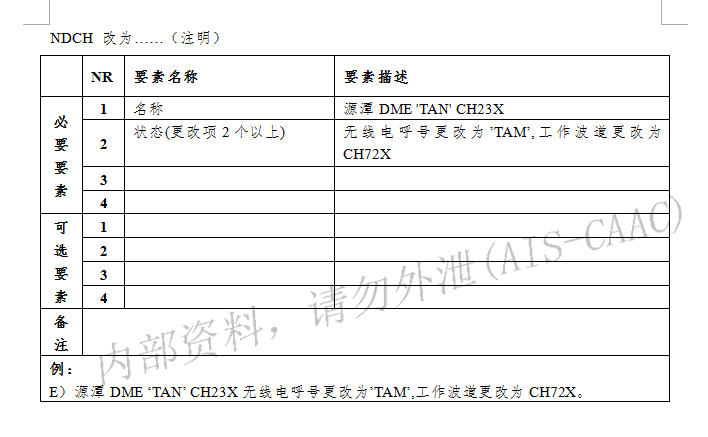 NDCH 改为……（注明）
NR 要素名称 要素描述
必要要素
1 名称 源潭 DME 'TAN' CH23X
2 状态(更改项 2 个以上) 无线电呼号更改为 'TAM',工作波道更改为
CH72X
3
4
可选要素
1
2
3
4
备注
内部资料，请勿外泄(AIS-CAAC)
例：
E）源潭 DME ‘TAN’ CH23X 无线电呼号更改为’TAM’,工作波道更改为 CH72X。